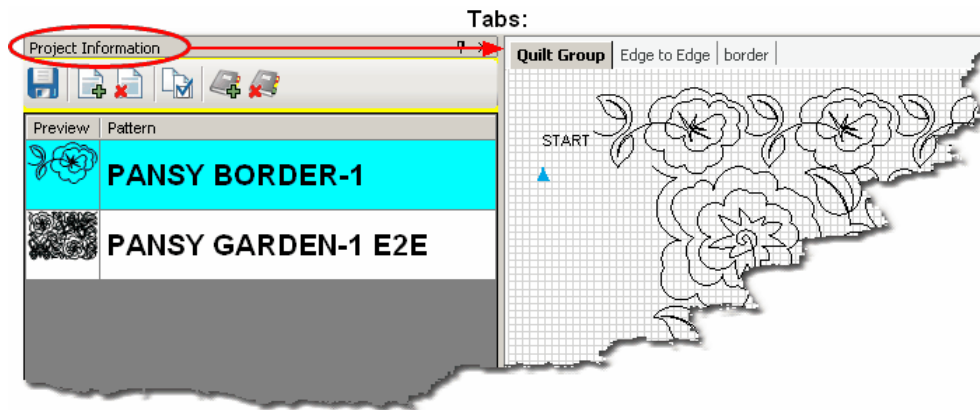 Tabs:
Project Information
Quilt Group Edge to Edge border
Preview Pattern
START
PANSY BORDER-1
PANSY GARDEN-1 E2E